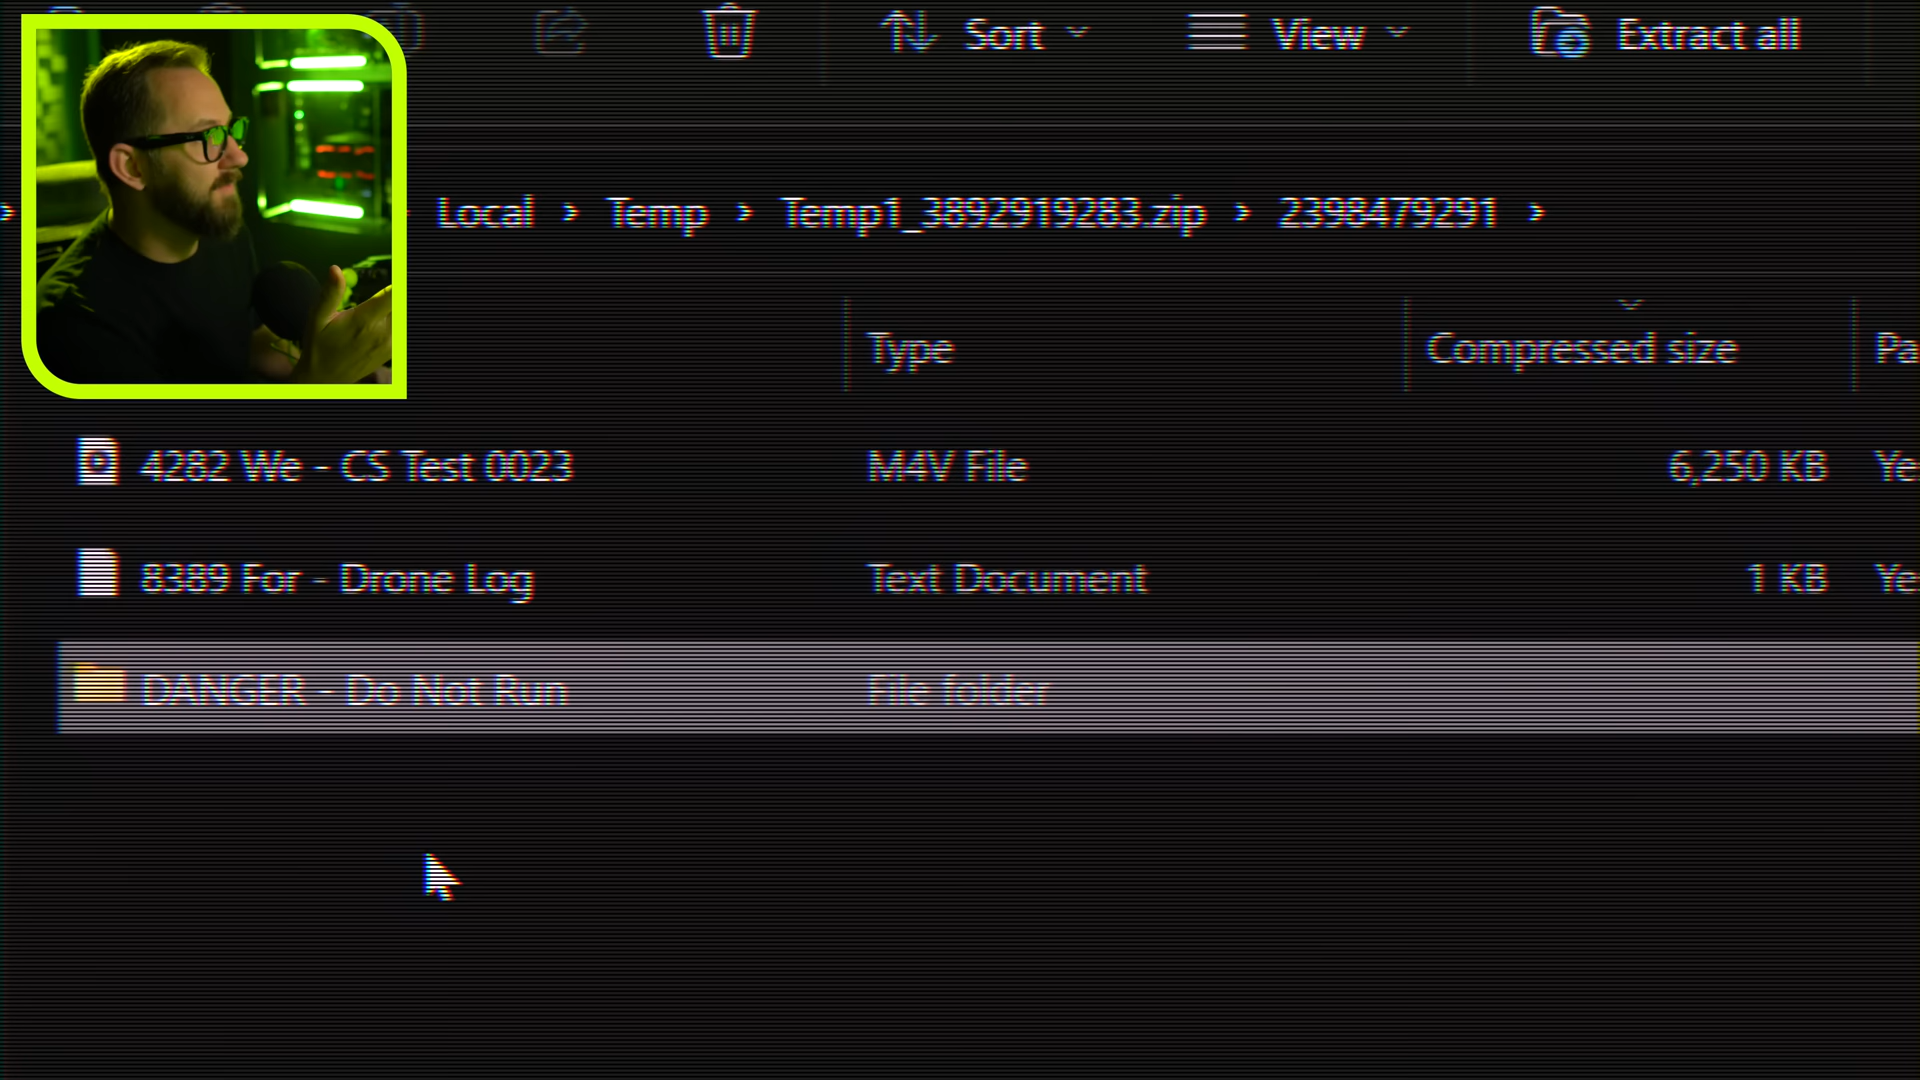 Sort View Extract all
Local > Temp > Temp1_3892919283.zip > 2398479291 >
Type Compressed size
4282 We - CS Test 0023 M4V File 6,250 KB
8389 For - Drone Log Text Document 1 KB
DANGER - Do Not Run File folder